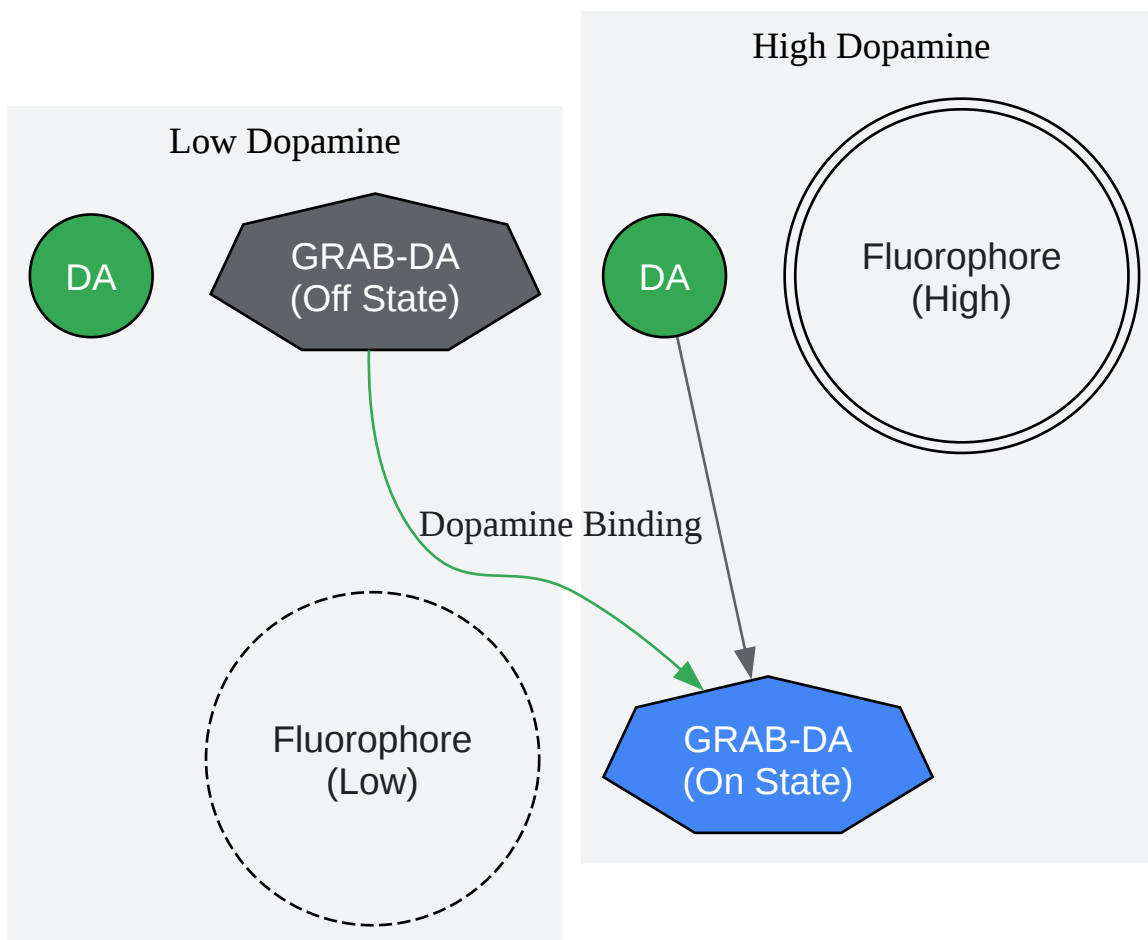 High Dopamine
Low Dopamine
DA
GRAB-DA
(Off State)
DA
Fluorophore
(High)
Dopamine Binding
Fluorophore
(Low)
GRAB-DA
(On State)